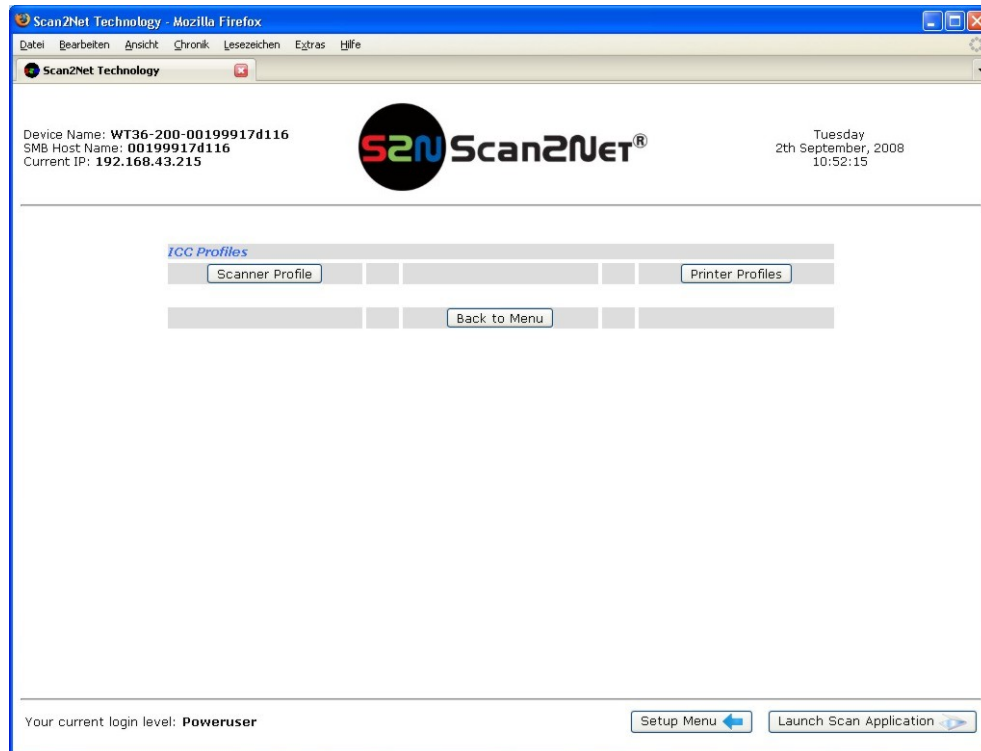 Scan2Net Technology - Mozilla Firefox
Datei Bearbeiten Ansicht Chronik Lesezeichen Extras Hilfe
Scan2Net Technology
Device Name: WT36-200-00199917d116
SMB Host Name: 00199917d116
Current IP: 192.168.43.215
S2N Scan2Net®
Tuesday
2th September, 2008
10:52:15
ICC Profiles
Scanner Profile Printer Profiles
Back to Menu
Your current login level: Poweruser Setup Menu Launch Scan Application